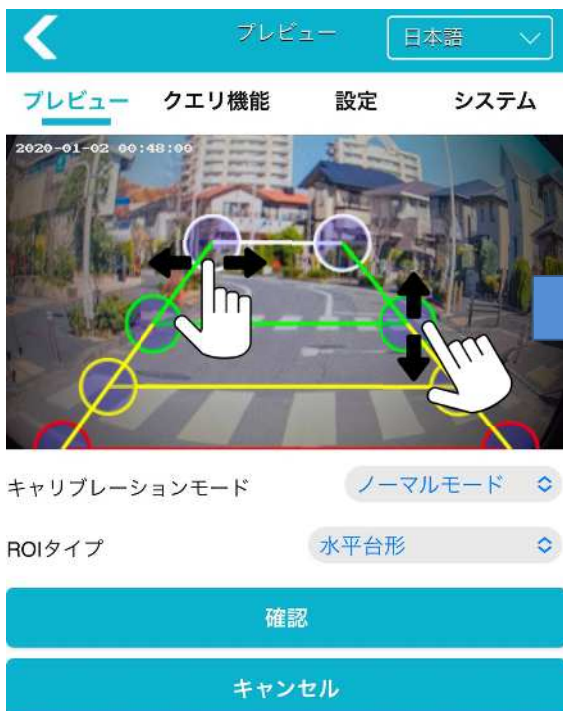 プレビュー
日本語
プレビュー クエリ機能 設定 システム
2020-01-02 00:48:00
キャリブレーションモード ノーマルモード
ROIタイプ 水平台形
確認
キャンセル